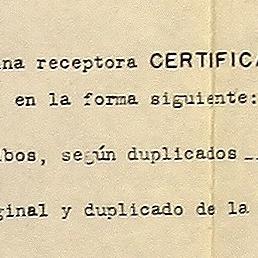 na receptora CERTIFICA
en la forma siguiente:
bos, según duplicados
ginal y duplicado de la